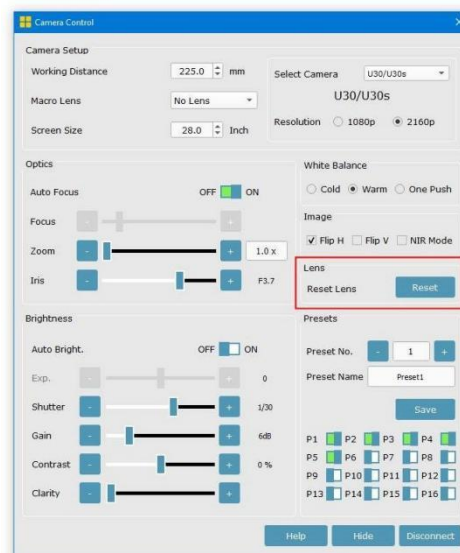 Camera Control
Camera Setup
Working Distance 225.0 mm
Macro Lens No Lens
Screen Size 28.0 Inch
Select Camera U30/U30s
U30/U30s
Resolution 1080p 2160p
Optics
Auto Focus OFF ON
Focus - +
Zoom - + 1.0 x
Iris - + F3.7
White Balance
Cold Warm One Push
Image
Flip H Flip V NIR Mode
Lens
Reset Lens Reset
Brightness
Auto Bright. OFF ON
Exp. - + 0
Shutter - + 1/30
Gain - + 6dB
Contrast - + 0 %
Clarity - +
Presets
Preset No. - 1 +
Preset Name Preset1
Save
P1 P2 P3 P4
P5 P6 P7 P8
P9 P10 P11 P12
P13 P14 P15 P16
Help Hide Disconnect